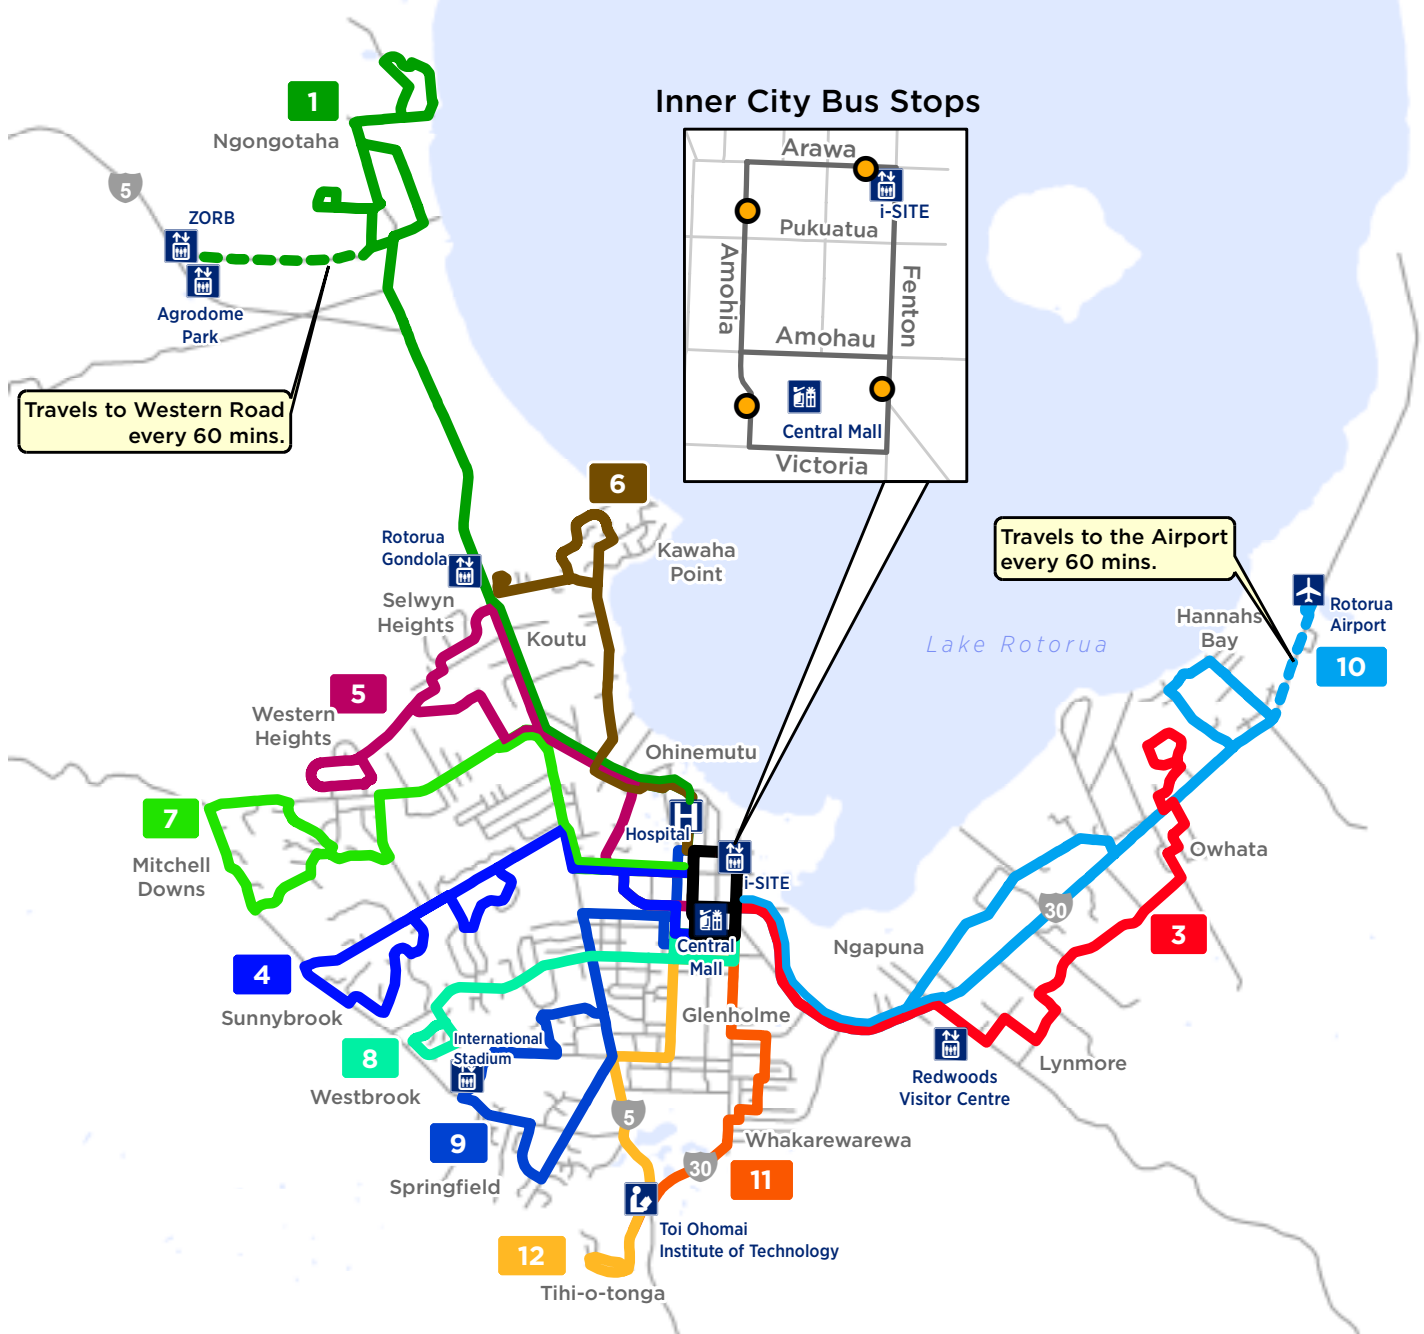 Inner City Bus Stops
1
Ngongotaha
5
ZORB
Agrodome
Park
Travels to Western Road
every 60 mins.
Arawa
i-SITE
Pukuatua
Amohia
Fenton
Amohau
Central Mall
Victoria
6
Kawaha
Point
Rotorua
Gondola
Selwyn
Heights
Koutu
5
Western
Heights
Ohinemutu
Travels to the Airport
every 60 mins.
Hannahs
Bay
Rotorua
Airport
10
Lake Rotorua
7
Mitchell
Downs
H
Hospital
i-SITE
Central
Mall
Owhata
30
3
Ngapuna
4
Sunnybrook
Glenholme
International
Stadium
8
Westbrook
Redwoods
Visitor Centre
Lynmore
5
9
Springfield
Whakarewarewa
30
11
Toi Ohomai
Institute of Technology
12
Tihi-o-tonga